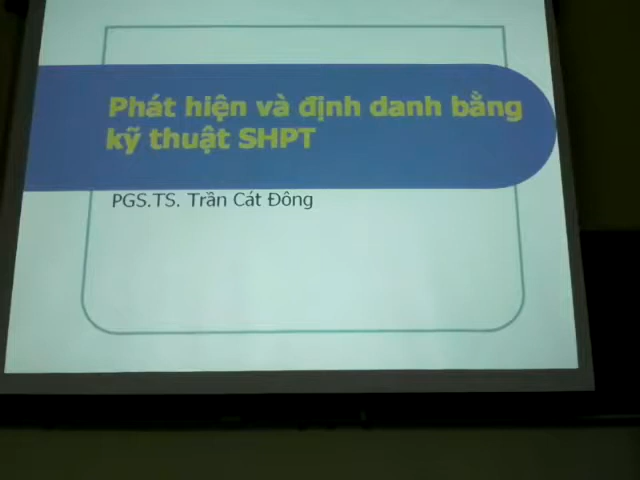 Phát hiện và định danh bằng
kỹ thuật SHPT
PGS.TS. Trần Cát Đông